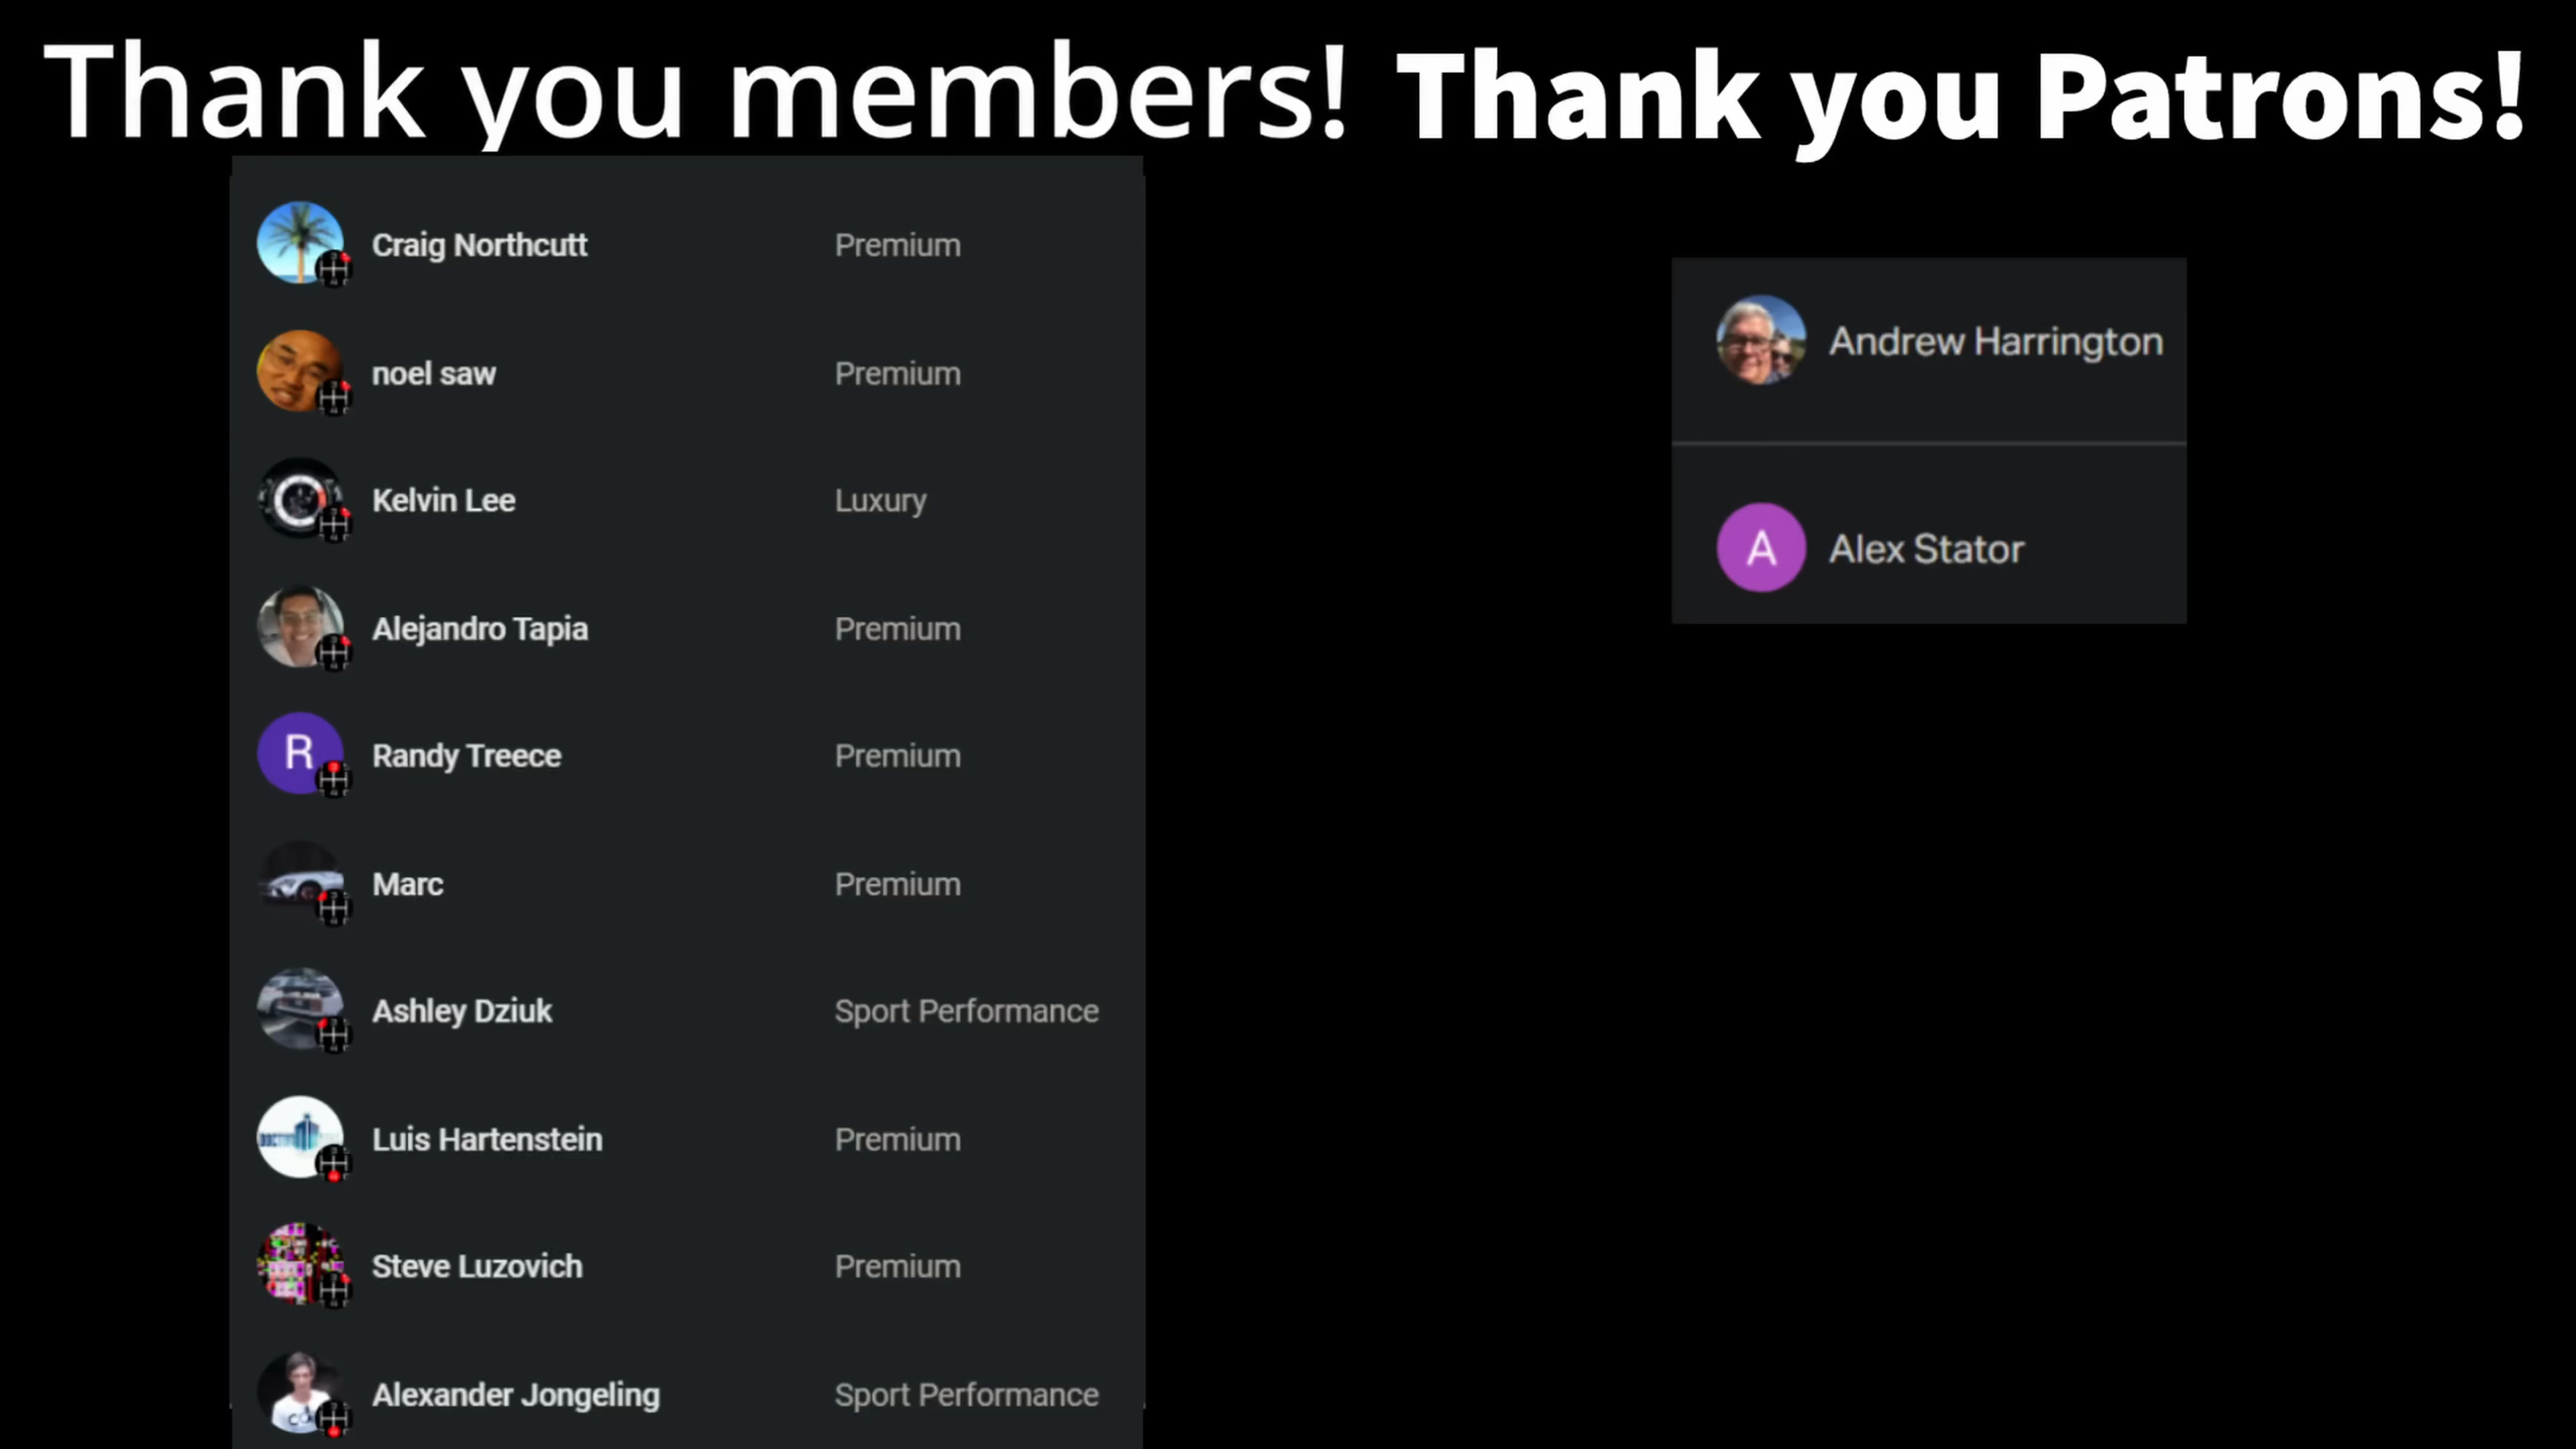 Thank you members! Thank you Patrons!
Craig Northcutt Premium
noel saw Premium
Kelvin Lee Luxury
Alejandro Tapia Premium
R Randy Treece Premium
Marc Premium
Ashley Dziuk Sport Performance
Luis Hartenstein Premium
Steve Luzovich Premium
Alexander Jongeling Sport Performance
Andrew Harrington
A Alex Stator